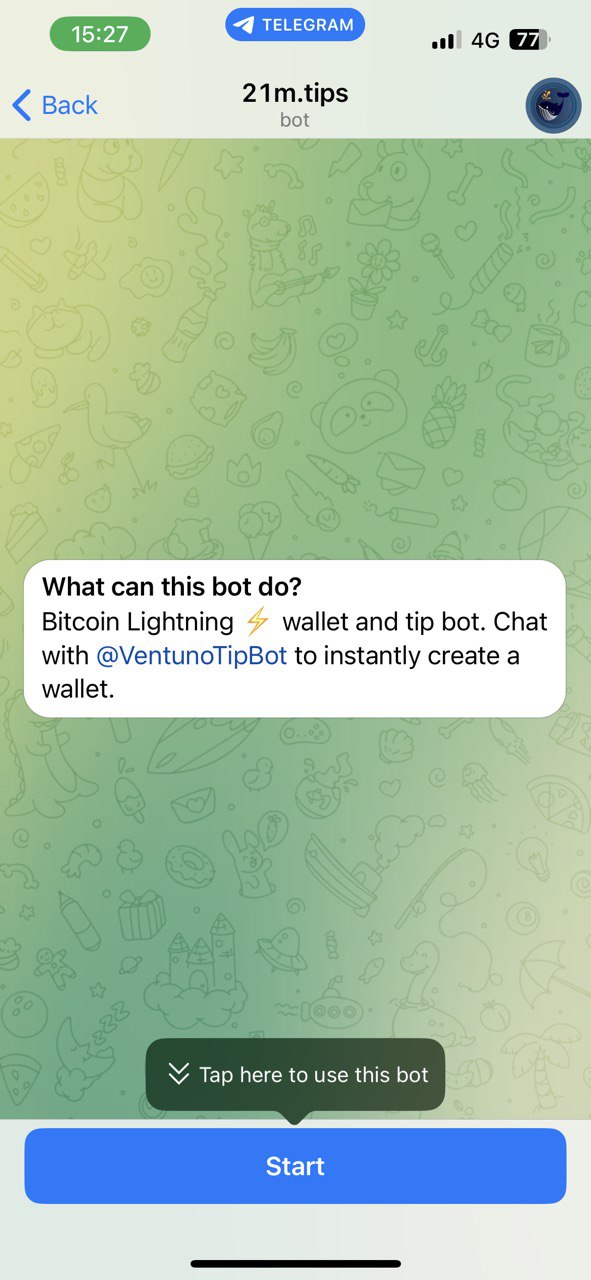 15:27
TELEGRAM
4G
77
Back
21m.tips
bot
What can this bot do?
Bitcoin Lightning ⚡ wallet and tip bot. Chat
with @VentunoTipBot to instantly create a
wallet.
Tap here to use this bot
Start